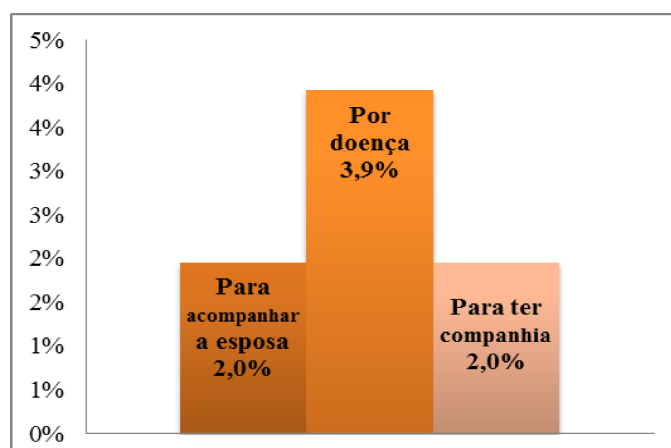 5%
4%
4%
3%
3%
2%
2%
1%
1%
0%
Para
acompanhar
a esposa
2,0%
Por
doença
3,9%
Para ter
companhia
2,0%